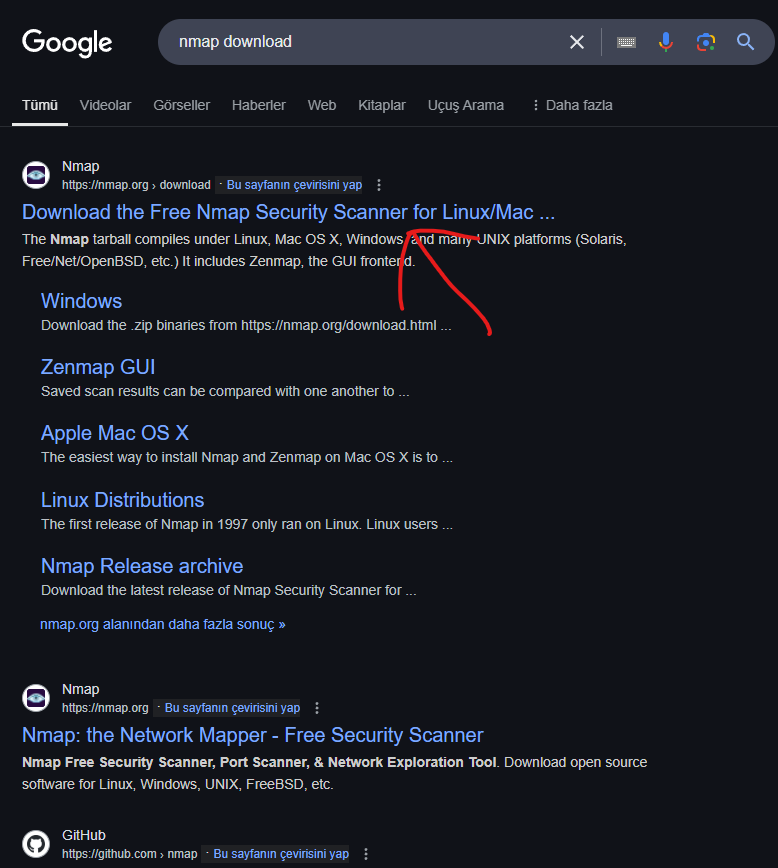 Google
nmap download
Tümü Videolar Görseller Haberler Web Kitaplar Uçuş Arama Daha fazla
Nmap
https://nmap.org › download · Bu sayfanın çevirisini yap
Download the Free Nmap Security Scanner for Linux/Mac ...
The Nmap tarball compiles under Linux, Mac OS X, Windows, and many UNIX platforms (Solaris,
Free/Net/OpenBSD, etc.) It includes Zenmap, the GUI frontend.
Windows
Download the .zip binaries from https://nmap.org/download.html ...
Zenmap GUI
Saved scan results can be compared with one another to ...
Apple Mac OS X
The easiest way to install Nmap and Zenmap on Mac OS X is to ...
Linux Distributions
The first release of Nmap in 1997 only ran on Linux. Linux users ...
Nmap Release archive
Download the latest release of Nmap Security Scanner for ...
nmap.org alanından daha fazla sonuç »
Nmap
https://nmap.org · Bu sayfanın çevirisini yap
Nmap: the Network Mapper - Free Security Scanner
Nmap Free Security Scanner, Port Scanner, & Network Exploration Tool. Download open source
software for Linux, Windows, UNIX, FreeBSD, etc.
GitHub
https://github.com › nmap · Bu sayfanın çevirisini yap